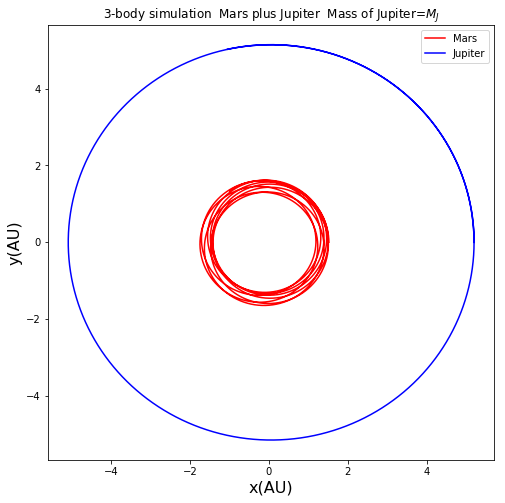 3-body simulation  Mars plus Jupiter  Mass of Jupiter=$M_J$
Mars
Jupiter
y(AU)
4
2
0
−2
−4
−4
−2
0
2
4
x(AU)